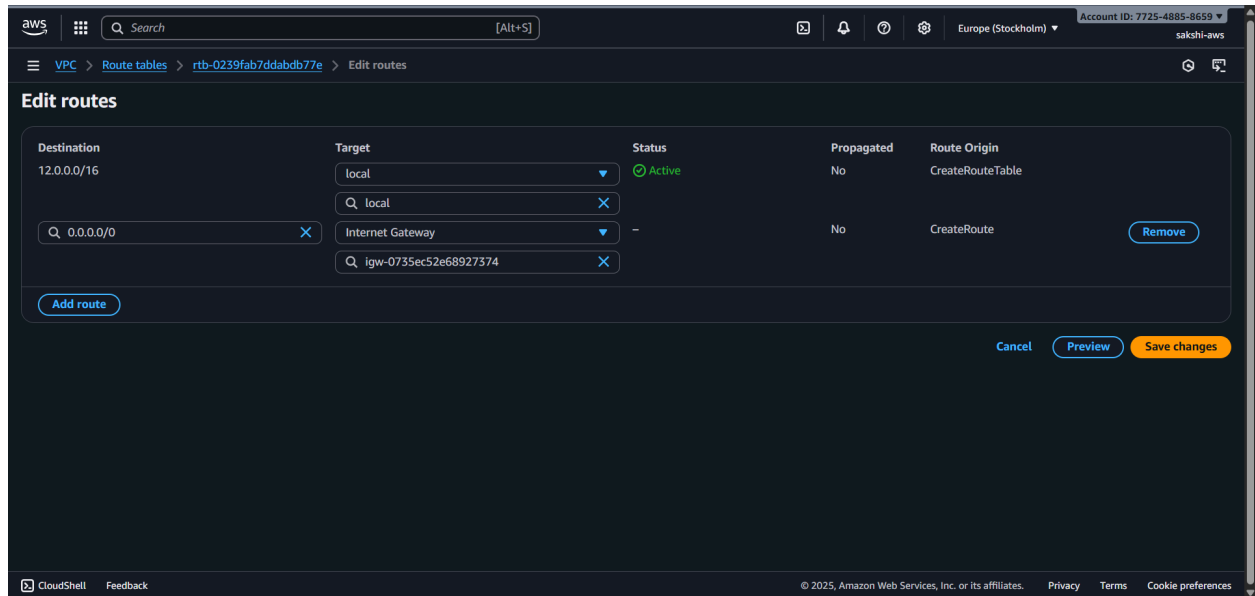 aws
Search [Alt+S]
Europe (Stockholm)
Account ID: 7725-4885-8659
sakshi-aws
VPC > Route tables > rtb-0239fab7ddabdb77e > Edit routes
Edit routes
Destination Target Status Propagated Route Origin
12.0.0.0/16 local Active No CreateRouteTable
local
0.0.0.0/0 Internet Gateway – No CreateRoute Remove
igw-0735ec52e68927374
Add route
Cancel Preview Save changes
CloudShell Feedback © 2025, Amazon Web Services, Inc. or its affiliates. Privacy Terms Cookie preferences